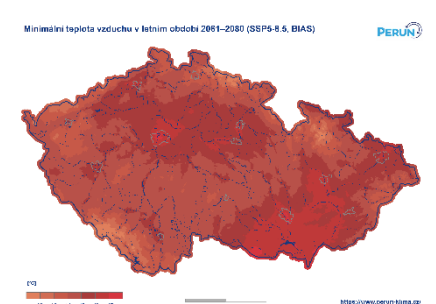 Minimální teplota vzduchu v letním období 2061–2080 (SSP5-8.5, BIAS)
PERUN
[°C]
https://www.perun-klima.cz